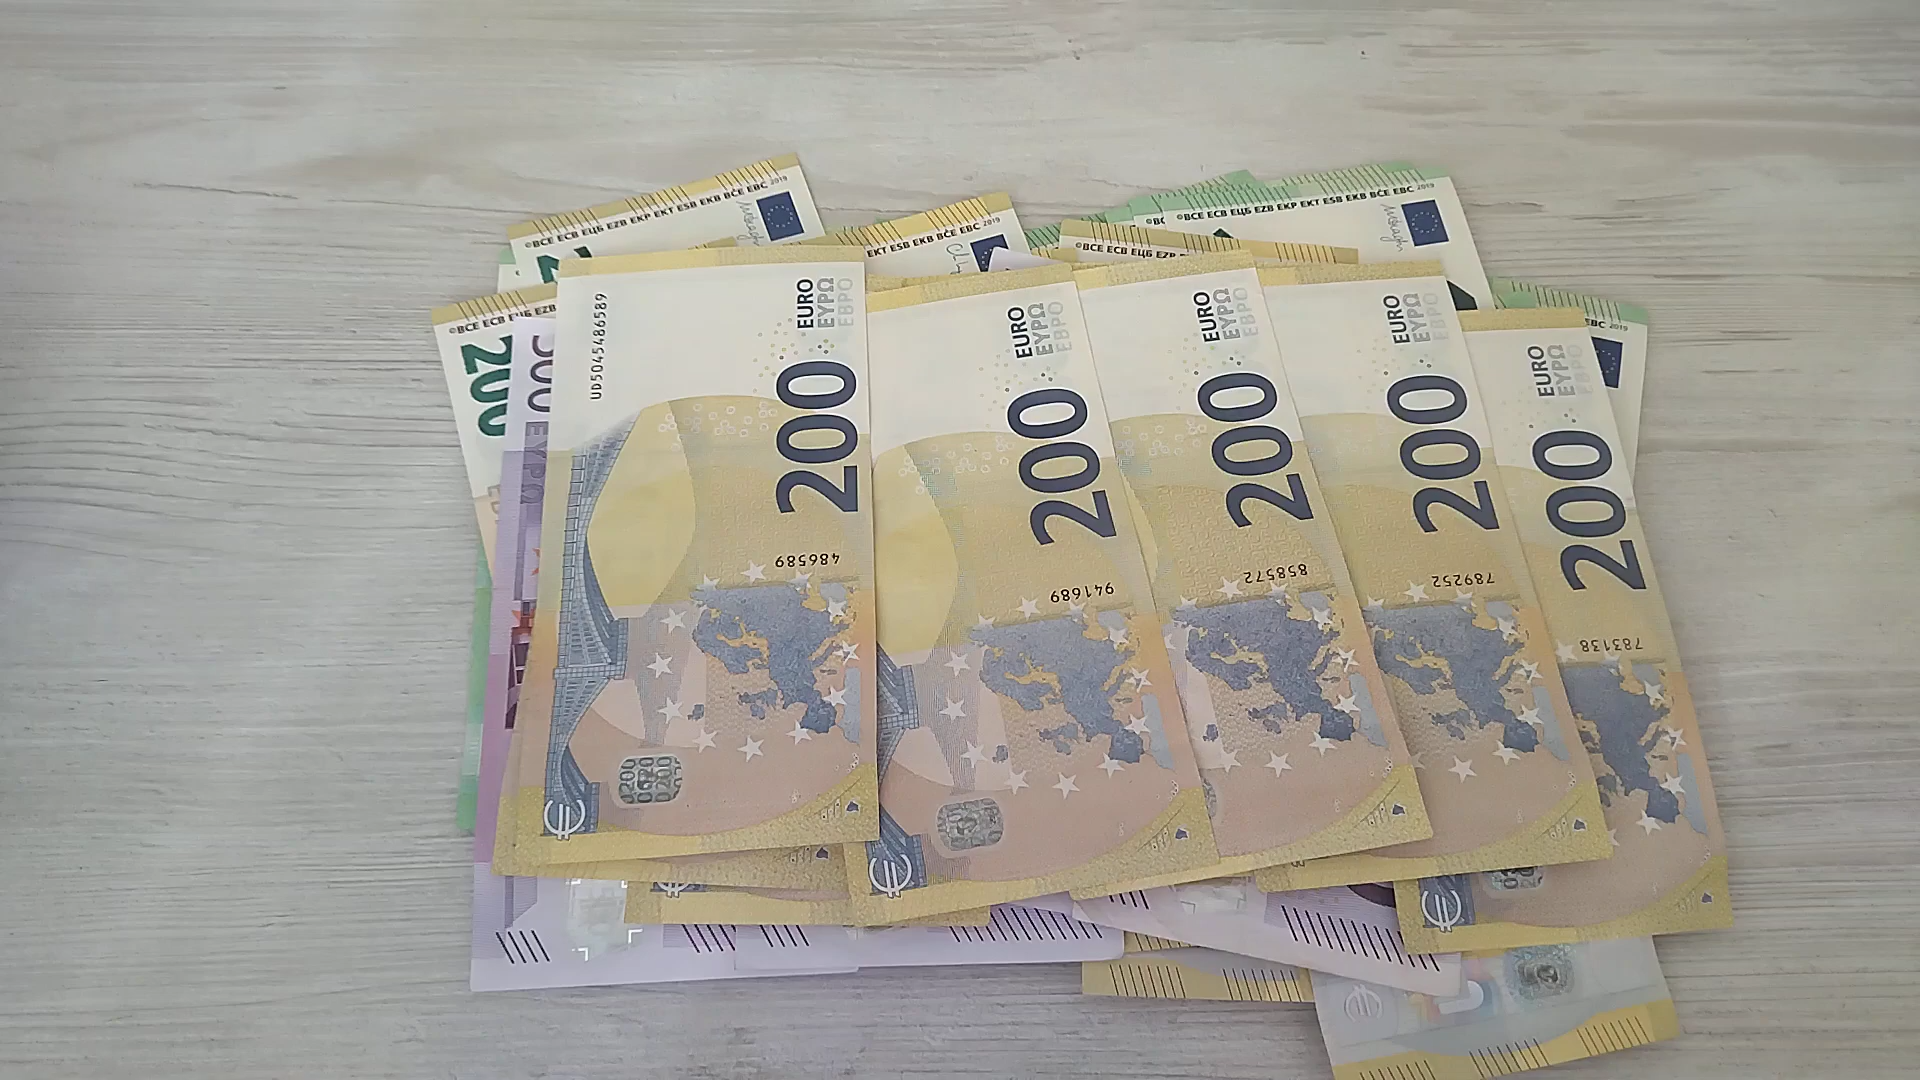 ©BCE ECB ЕЦБ EZB EKP EKT ESB EKB BĊE EBC 2019
EKT ESB EKB BĊE EBC 2019
©BCE ECB ЕЦБ EZB
©BCE ECB ЕЦБ EZB EKP EKT ESB EKB BĊE EBC 2019
EBC 2019
©BCE ECB ЕЦБ EZB
200
UD5045486589
EURO
ΕΥΡΩ
ЕВРО
200
486589
EURO
ΕΥΡΩ
ЕВРО
200
941689
EURO
ΕΥΡΩ
ЕВРО
200
858572
EURO
ΕΥΡΩ
ЕВРО
200
789252
EURO
ΕΥΡΩ
ЕВРО
200
783138
€
€
€